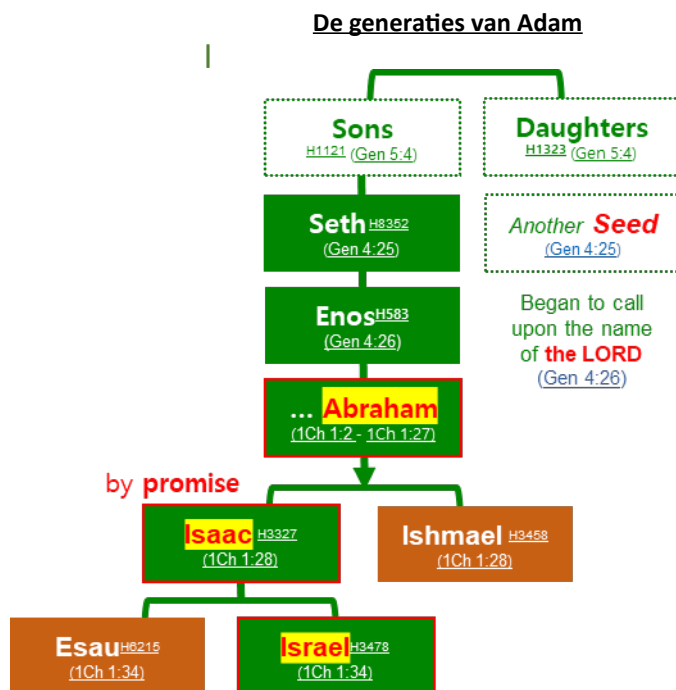 De generaties van Adam
Sons
H1121 (Gen 5:4)
Daughters
H1323 (Gen 5:4)
Seth H8352
(Gen 4:25)
Another Seed
(Gen 4:25)
Enos H583
(Gen 4:26)
Began to call
upon the name
of the LORD
(Gen 4:26)
... Abraham
(1Ch 1:2 - 1Ch 1:27)
by promise
Isaac H3327
(1Ch 1:28)
Ishmael H3458
(1Ch 1:28)
Esau H6215
(1Ch 1:34)
Israel H3478
(1Ch 1:34)